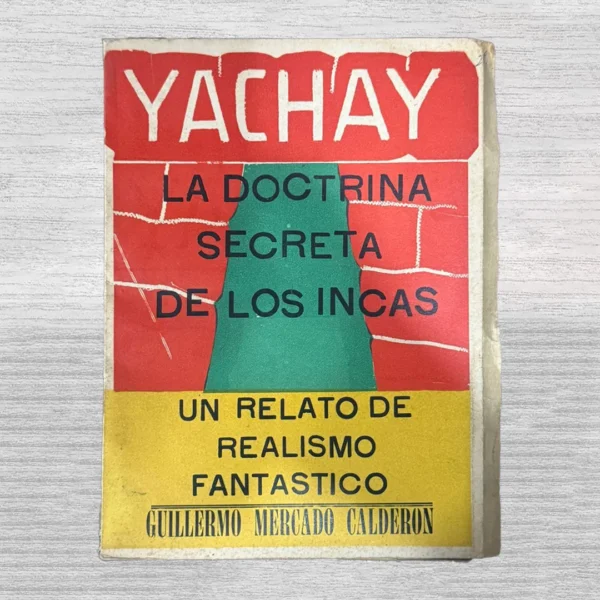 YACHAY
LA DOCTRINA
SECRETA
DE LOS INCAS
UN RELATO DE
REALISMO
FANTASTICO
GUILLERMO MERCADO CALDERON